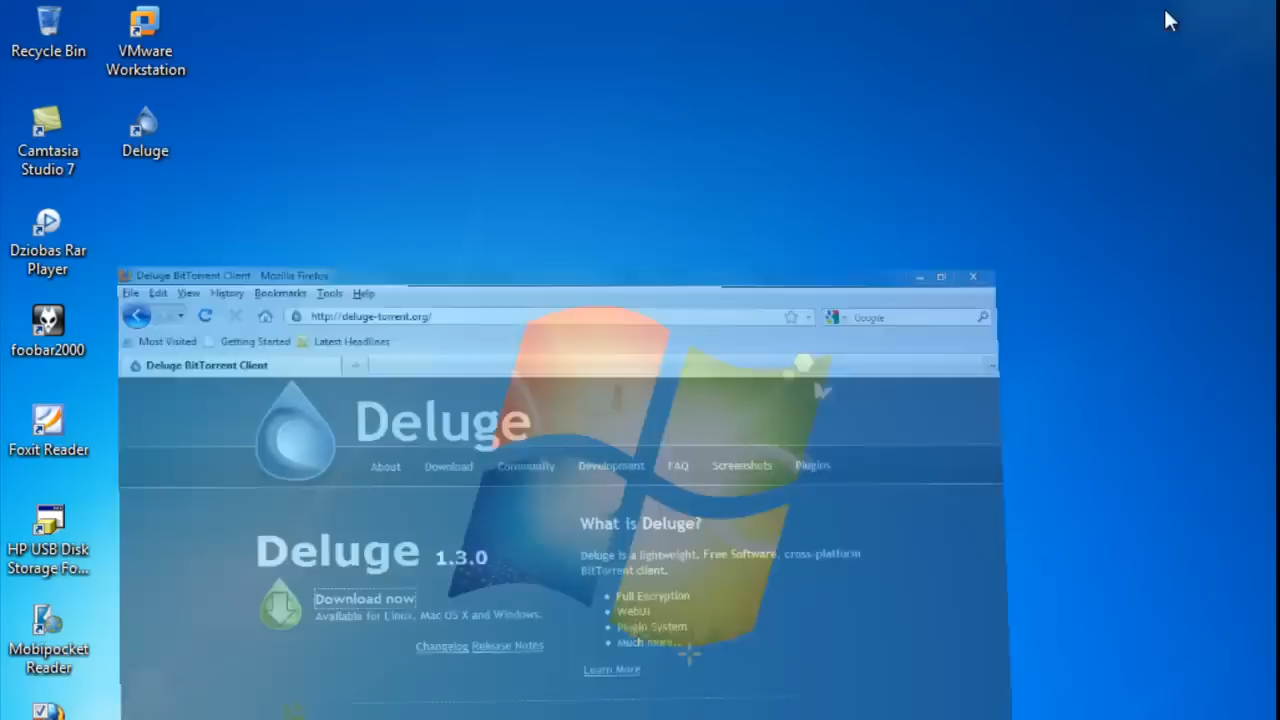 Recycle Bin
VMware
Workstation
Camtasia
Studio 7
Deluge
Dziobas Rar
Player
foobar2000
Foxit Reader
HP USB Disk
Storage Fo...
Mobipocket
Reader
Deluge BitTorrent Client - Mozilla Firefox
File Edit View History Bookmarks Tools Help
http://deluge-torrent.org/
Google
Most Visited Getting Started Latest Headlines
Deluge BitTorrent Client
Deluge
About Download Community Development FAQ Screenshots Plugins
Deluge 1.3.0
Download now
Available for Linux, Mac OS X and Windows.
Changelog Release Notes
What is Deluge?
Deluge is a lightweight, Free Software, cross-platform
BitTorrent client.
Full Encryption
WebUI
Plugin System
Much more...
Learn More